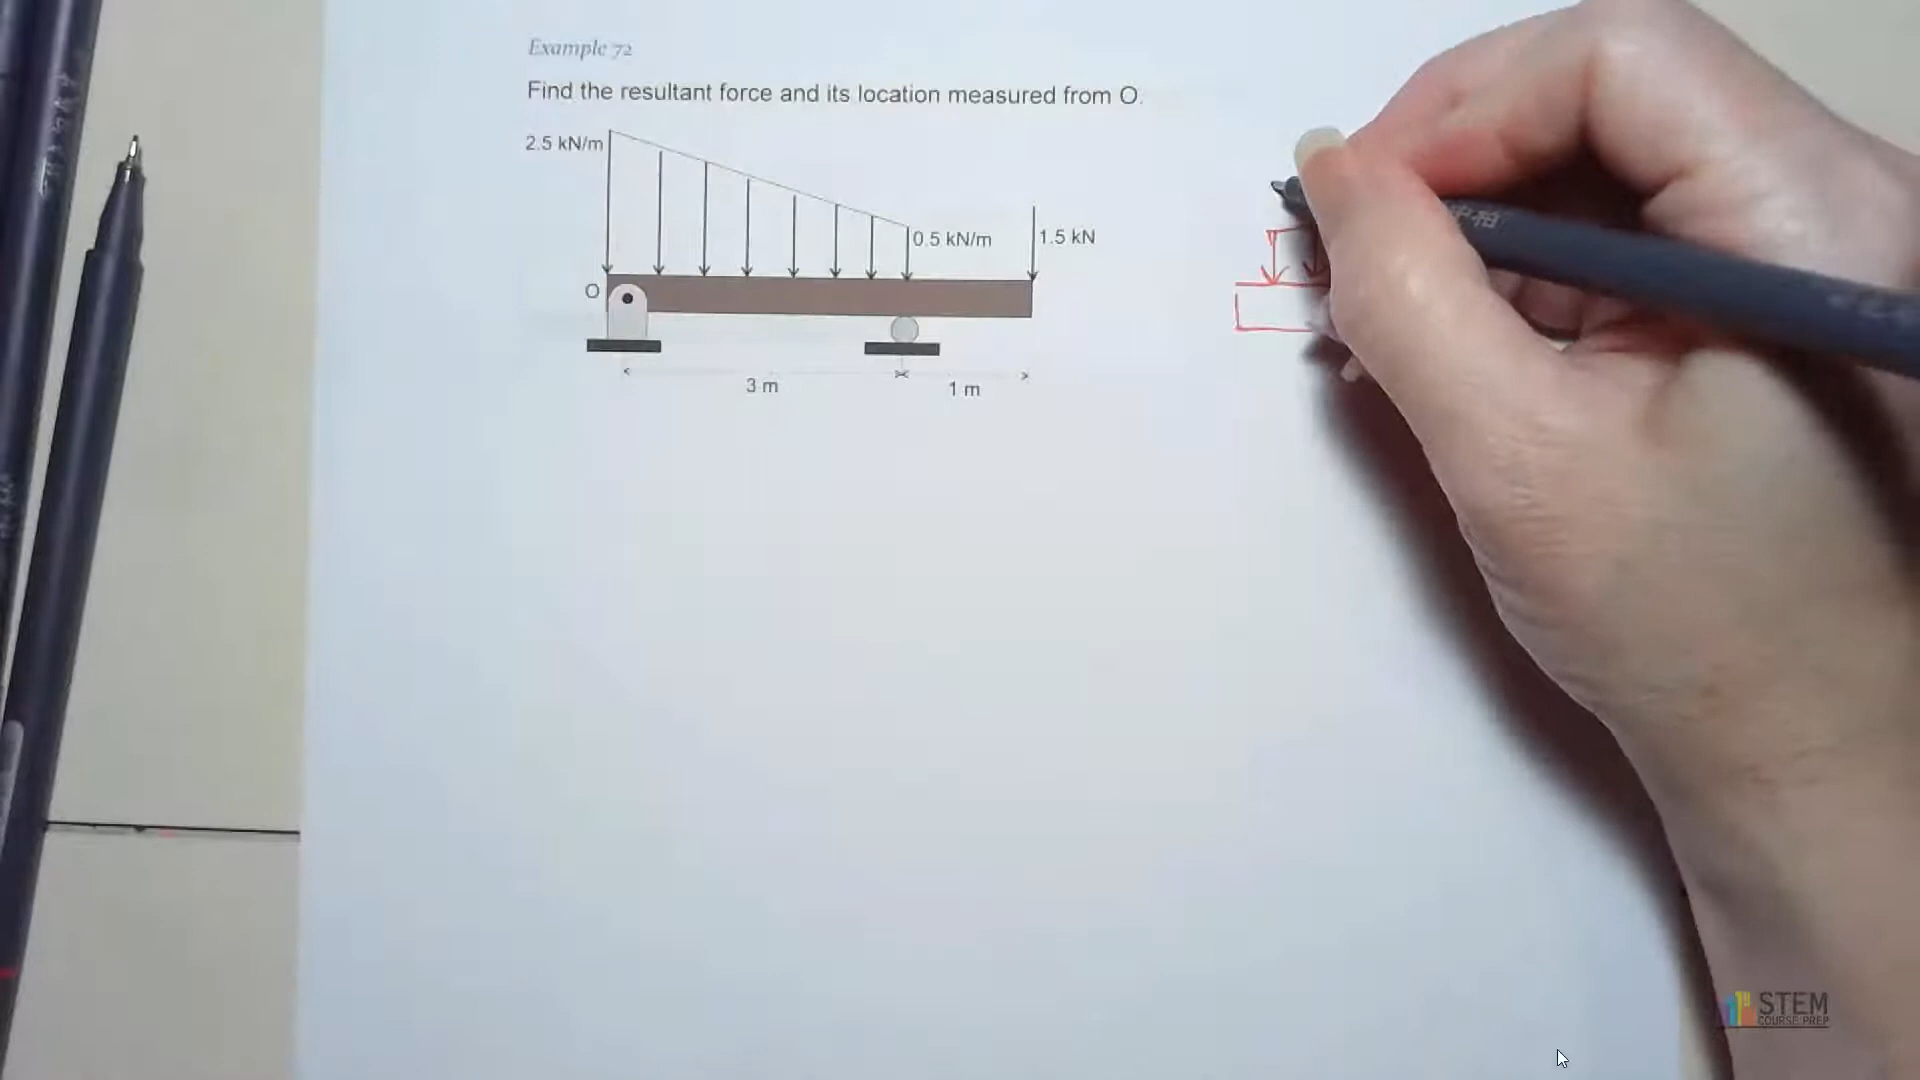 Example 72
Find the resultant force and its location measured from O.
2.5 kN/m
0.5 kN/m
1.5 kN
O
3 m
1 m
STEM
COURSE PREP